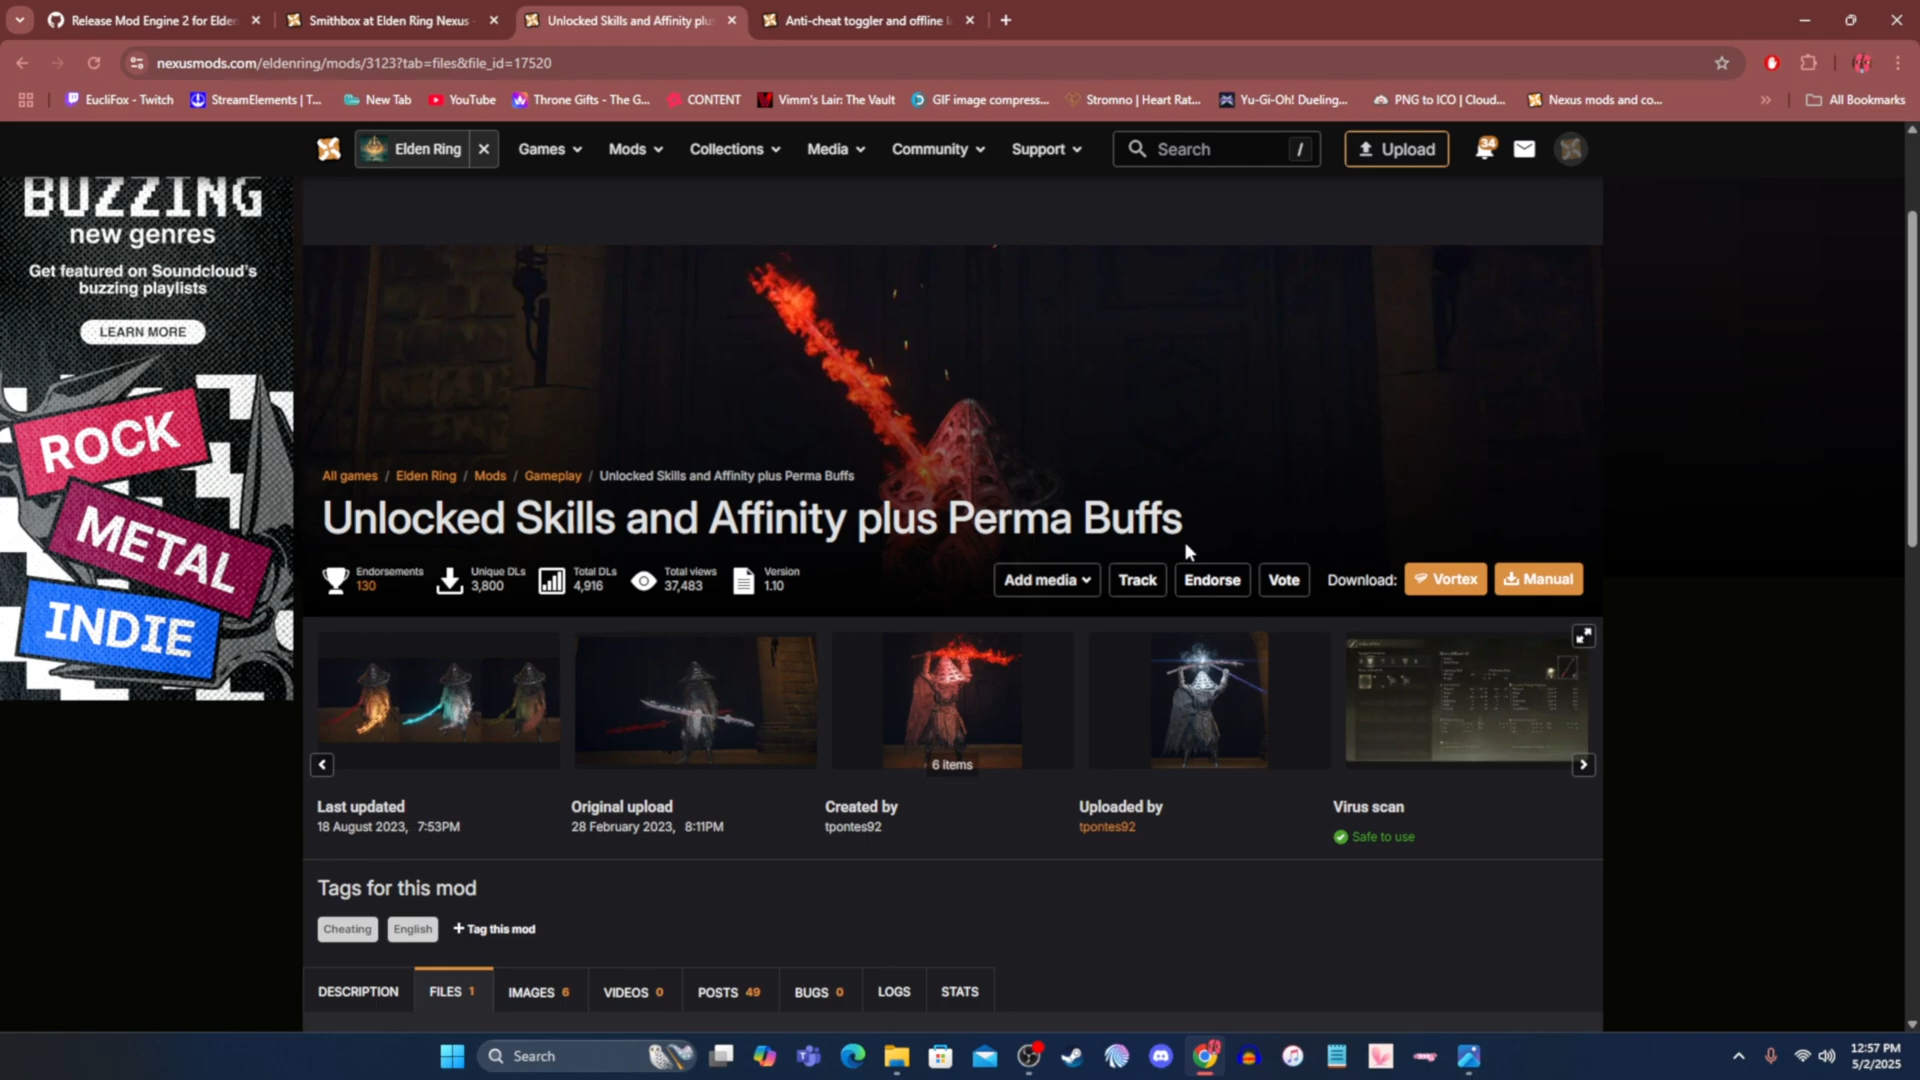 Release Mod Engine 2 for Elden
Smithbox at Elden Ring Nexus -
Unlocked Skills and Affinity plus
Anti-cheat toggler and offline l
nexusmods.com/eldenring/mods/3123?tab=files&file_id=17520
EucliFox - Twitch
StreamElements | T...
New Tab
YouTube
Throne Gifts - The G...
CONTENT
Vimm's Lair: The Vault
GIF image compress...
Stromno | Heart Rat...
Yu-Gi-Oh! Dueling...
PNG to ICO | Cloud...
Nexus mods and co...
All Bookmarks
Elden Ring
Games
Mods
Collections
Media
Community
Support
Search
/
Upload
34
BUZZING
new genres
Get featured on Soundcloud's
buzzing playlists
LEARN MORE
ROCK
METAL
INDIE
All games / Elden Ring / Mods / Gameplay / Unlocked Skills and Affinity plus Perma Buffs
Unlocked Skills and Affinity plus Perma Buffs
Endorsements
130
Unique DLs
3,800
Total DLs
4,916
Total views
37,483
Version
1.10
Add media
Track
Endorse
Vote
Download:
Vortex
Manual
6 items
Last updated
18 August 2023, 7:53PM
Original upload
28 February 2023, 8:11PM
Created by
tpontes92
Uploaded by
tpontes92
Virus scan
Safe to use
Tags for this mod
Cheating
English
+ Tag this mod
DESCRIPTION
FILES 1
IMAGES 6
VIDEOS 0
POSTS 49
BUGS 0
LOGS
STATS
Search
12:57 PM
5/2/2025